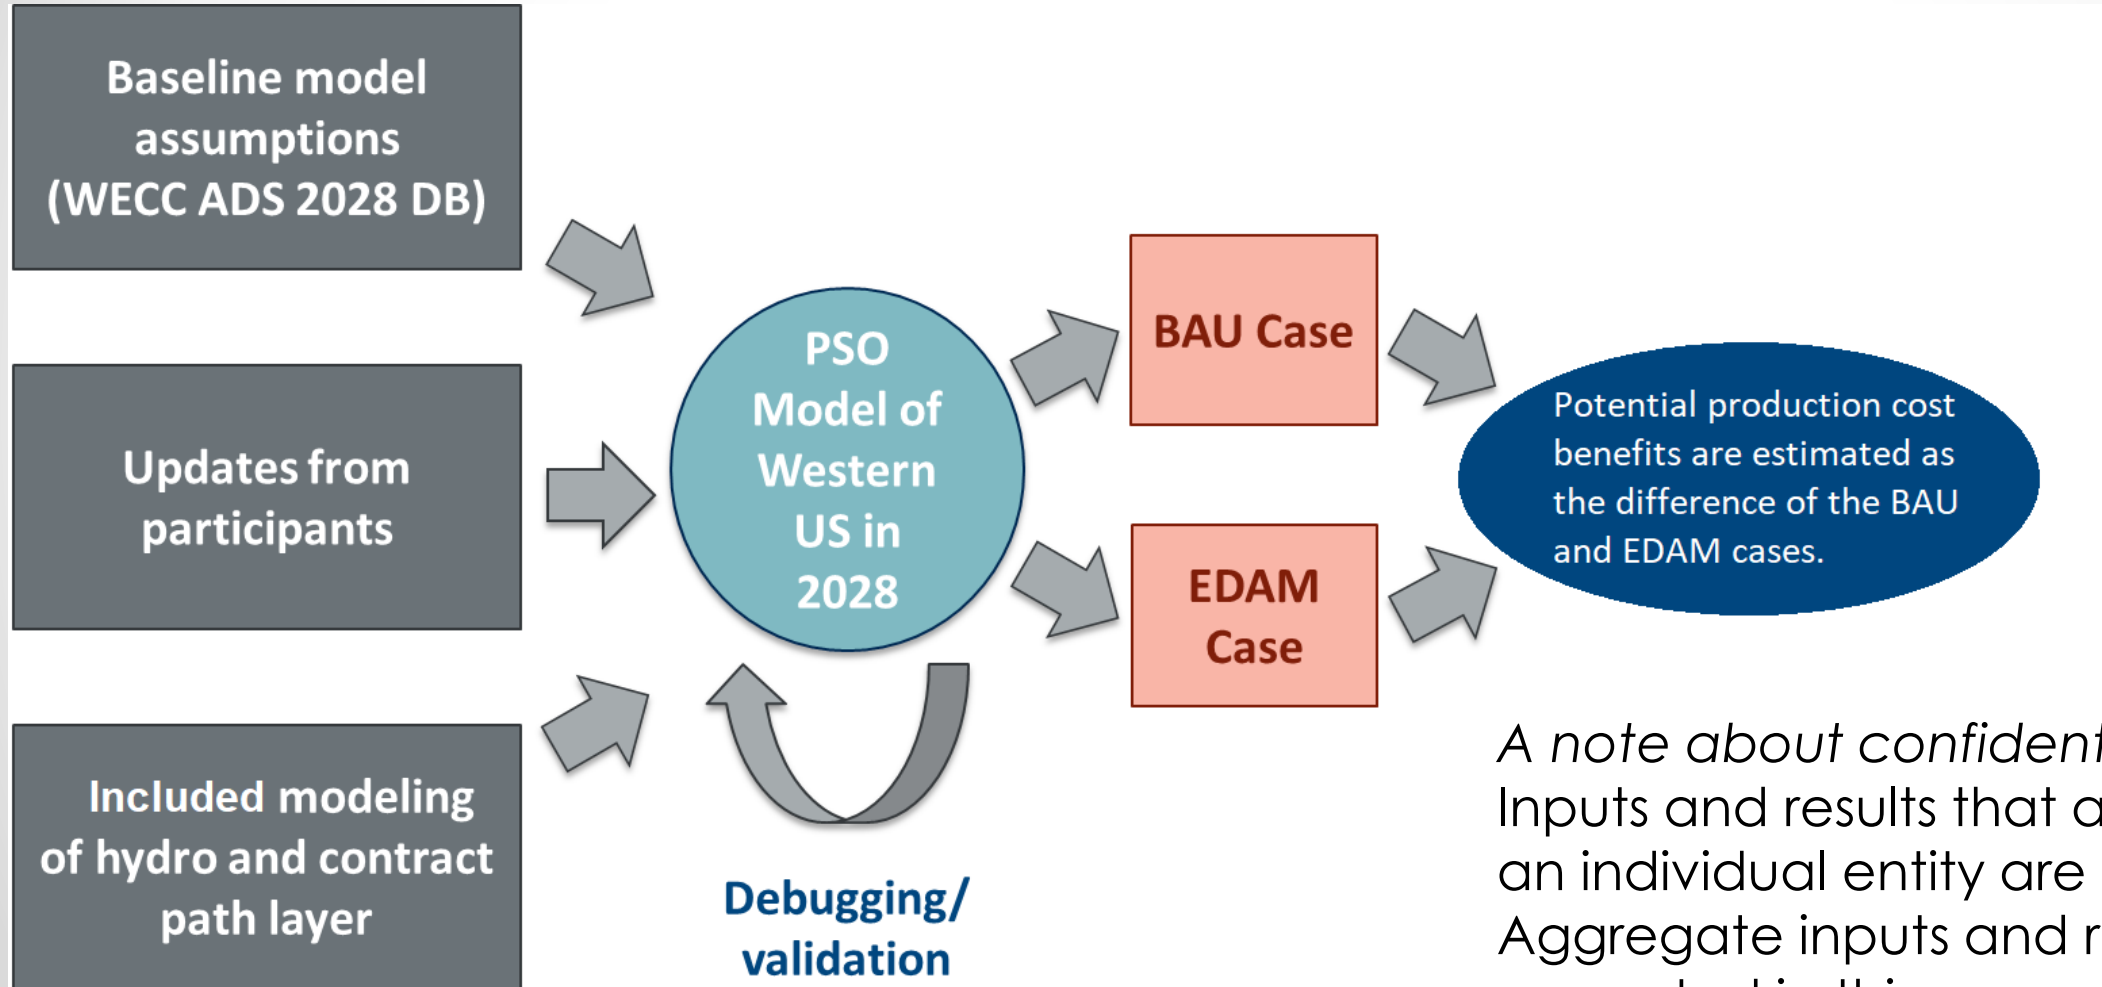 Baseline model
assumptions
(WECC ADS 2028 DB)
Updates from
participants
Included modeling
of hydro and contract
path layer
PSO
Model of
Western
US in
2028
Debugging/
validation
BAU Case
EDAM
Case
Potential production cost
benefits are estimated as
the difference of the BAU
and EDAM cases.
A note about
Inputs and results that
an individual entity are
Aggregate inputs and